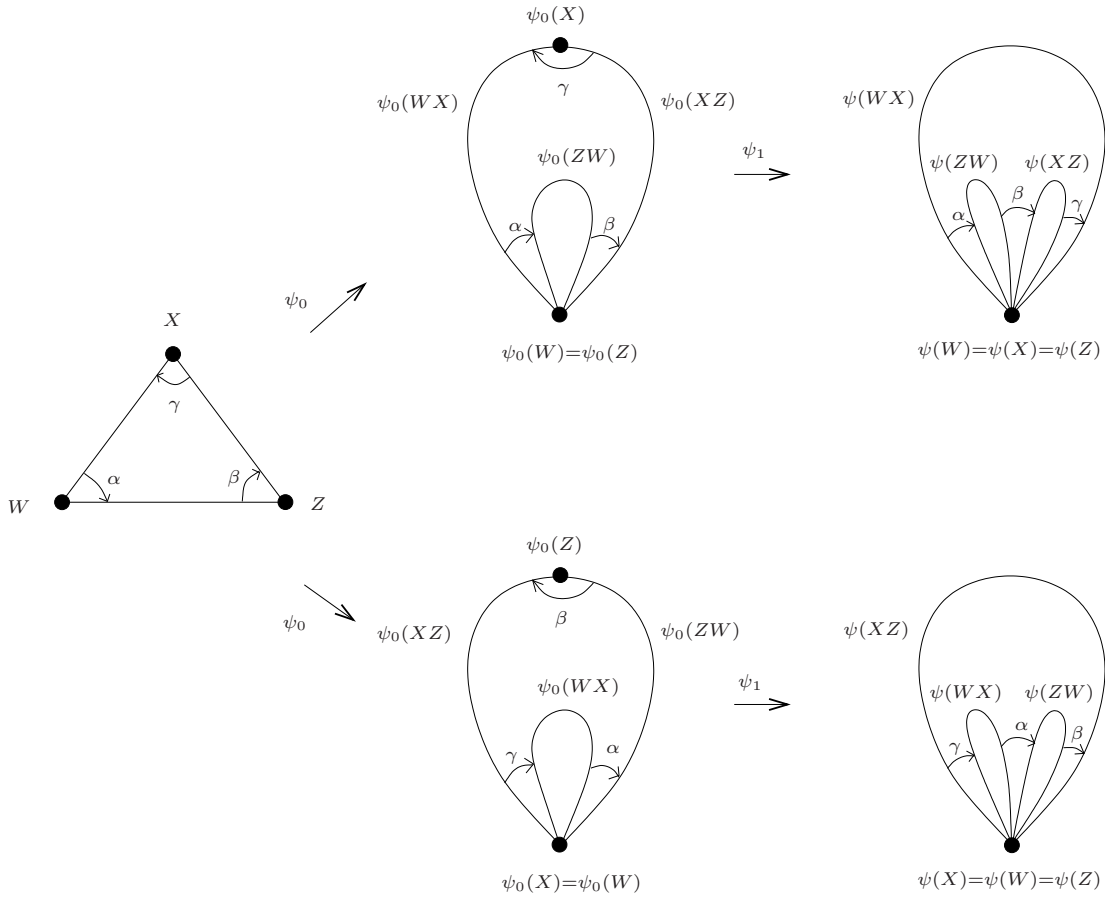 ψ₀(X)
ψ₀(WX)
γ
ψ₀(XZ)
ψ₀(ZW)
α
β
ψ₀(W)=ψ₀(Z)
ψ₁
ψ(WX)
ψ(ZW)
ψ(XZ)
α
β
γ
ψ(W)=ψ(X)=ψ(Z)
ψ₀
X
γ
W
α
β
Z
ψ₀
ψ₀(Z)
β
ψ₀(XZ)
ψ₀(ZW)
ψ₀(WX)
γ
α
ψ₀(X)=ψ₀(W)
ψ₁
ψ(XZ)
ψ(WX)
ψ(ZW)
γ
α
β
ψ(X)=ψ(W)=ψ(Z)